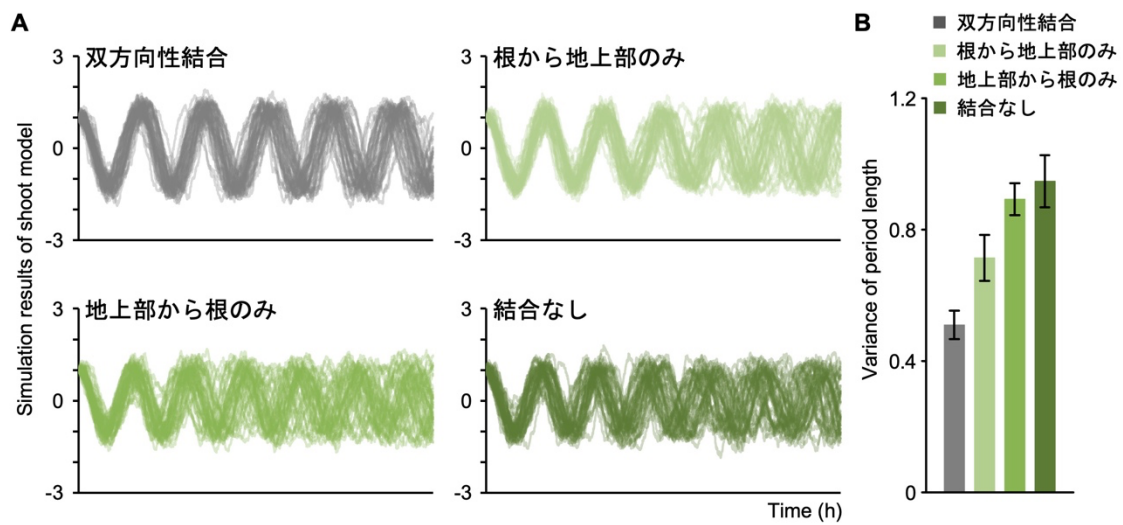 A
Simulation results of shoot model
双方向性結合
3
0
-3
根から地上部のみ
3
0
-3
地上部から根のみ
3
0
-3
結合なし
3
0
-3
Time (h)
B
双方向性結合
根から地上部のみ
地上部から根のみ
結合なし
Variance of period length
1.2
0.8
0.4
0